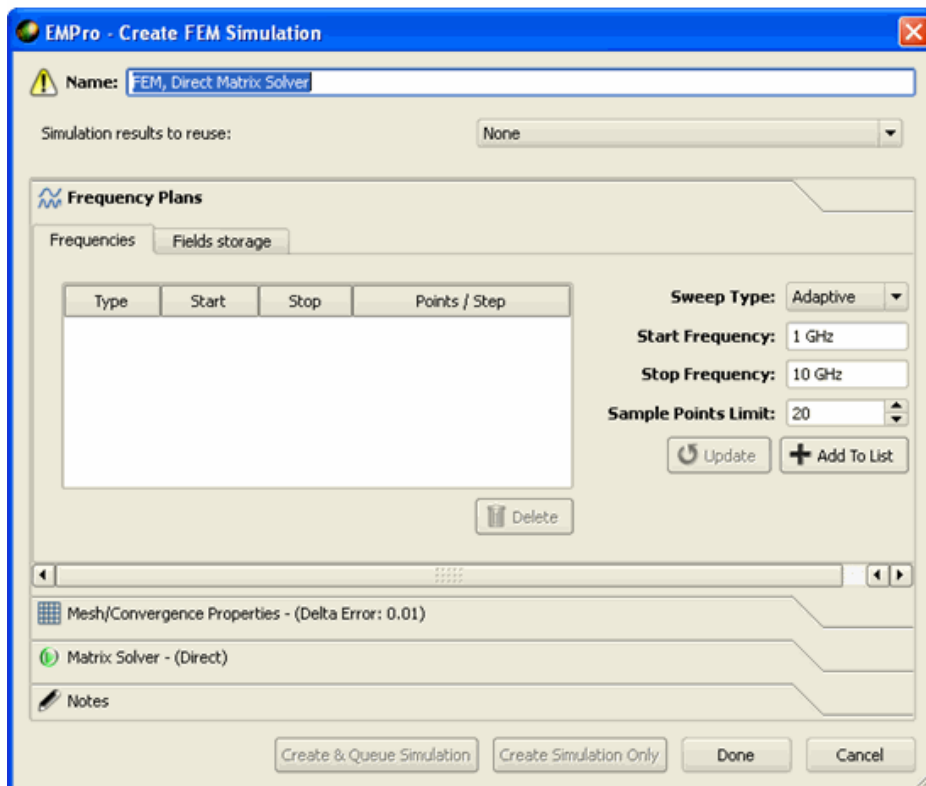 EMPro - Create FEM Simulation
Name: FEM, Direct Matrix Solver
Simulation results to reuse: None
Frequency Plans
Frequencies Fields storage
Type Start Stop Points / Step
Sweep Type: Adaptive
Start Frequency: 1 GHz
Stop Frequency: 10 GHz
Sample Points Limit: 20
Update Add To List
Delete
Mesh/Convergence Properties - (Delta Error: 0.01)
Matrix Solver - (Direct)
Notes
Create & Queue Simulation Create Simulation Only Done Cancel